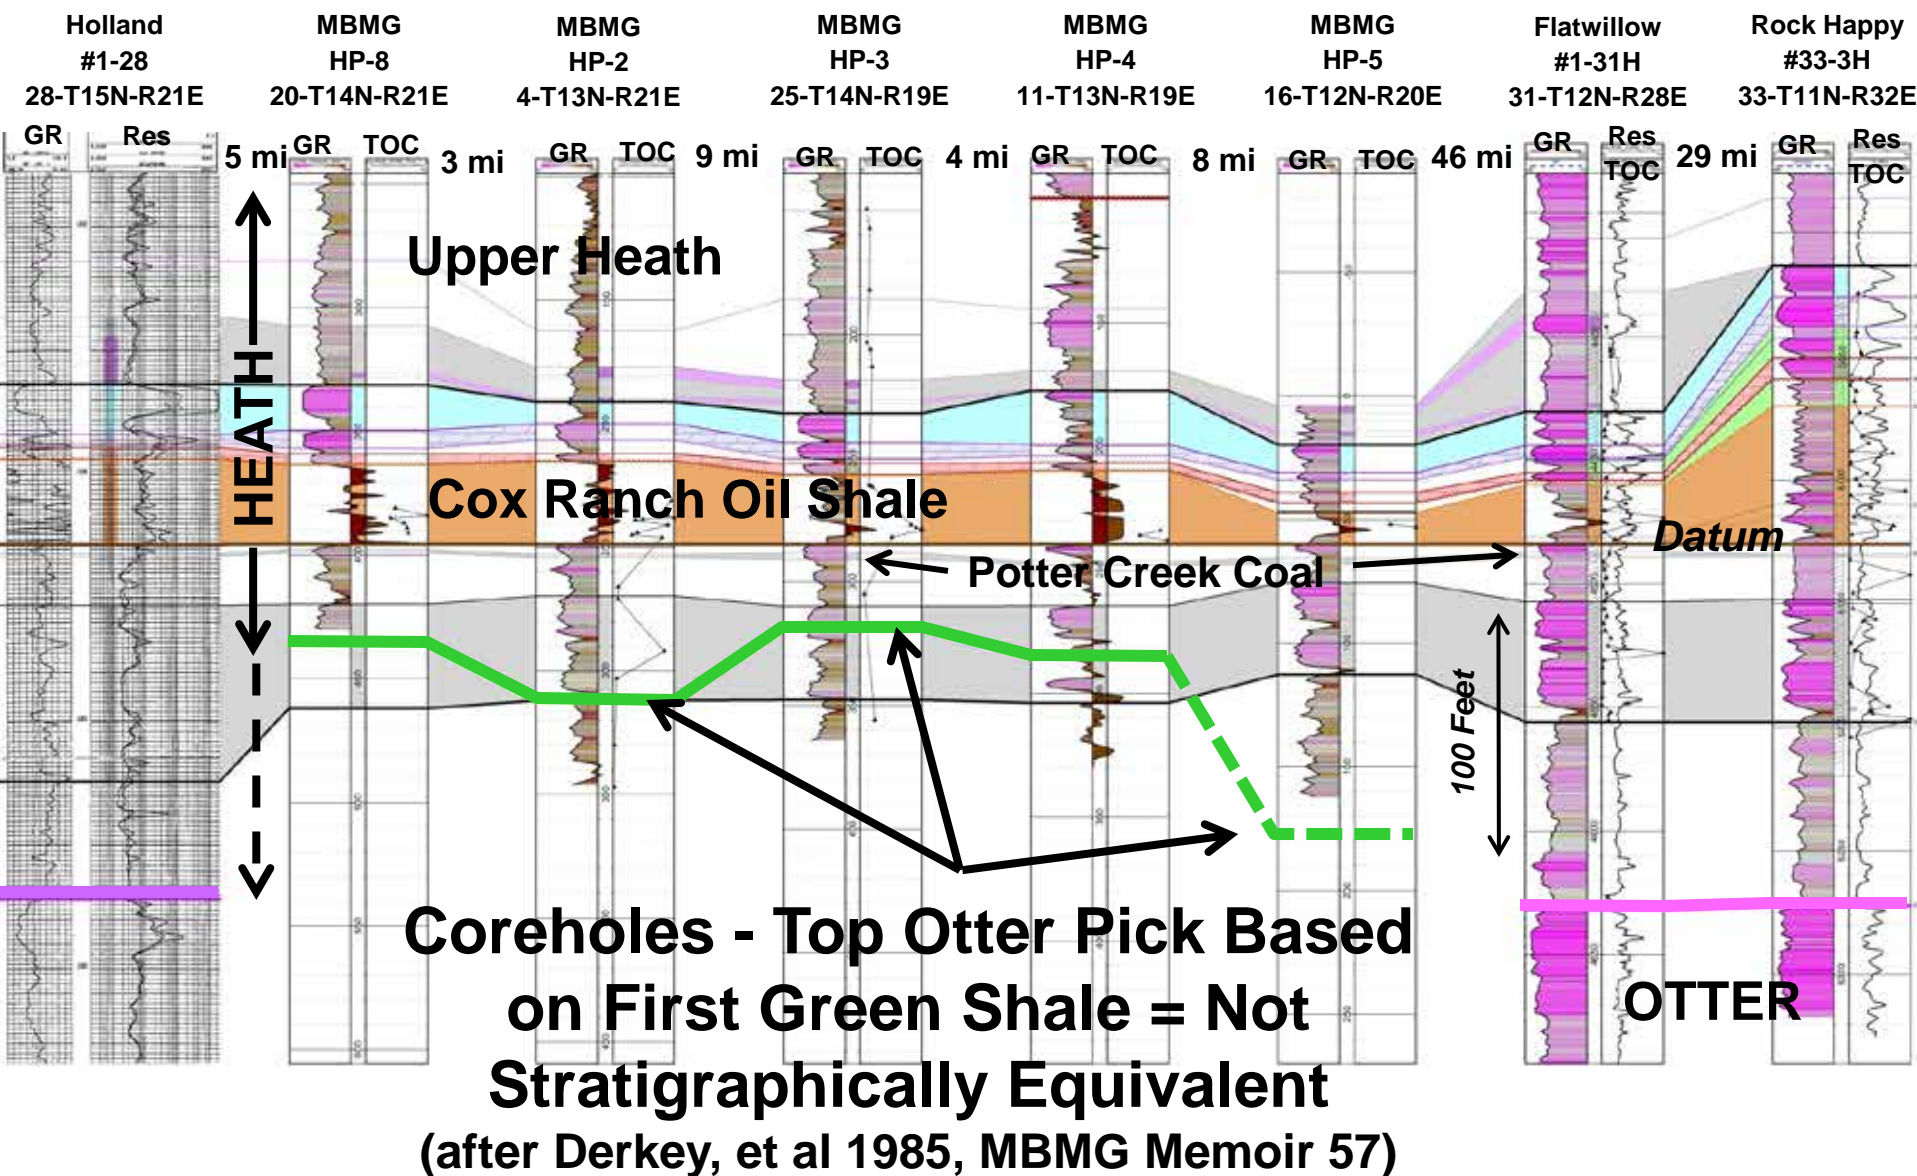 Holland
#1-28
28-T15N-R21E
MBMG
HP-8
20-T14N-R21E
MBMG
HP-2
4-T13N-R21E
MBMG
HP-3
25-T14N-R19E
MBMG
HP-4
11-T13N-R19E
MBMG
HP-5
16-T12N-R20E
Flatwillow
#1-31H
31-T12N-R28E
Rock Happy
#33-3H
33-T11N-R32E
GR Res
5 mi
GR TOC
3 mi
GR TOC
9 mi
GR TOC
4 mi
GR TOC
8 mi
GR TOC
46 mi
GR Res
TOC
29 mi
GR Res
TOC
Upper Heath
HEATH
Cox Ranch Oil Shale
Datum
Potter Creek Coal
100 Feet
OTTER
Coreholes - Top Otter Pick Based
on First Green Shale = Not
Stratigraphically Equivalent
(after Derkey, et al 1985, MBMG Memoir 57)